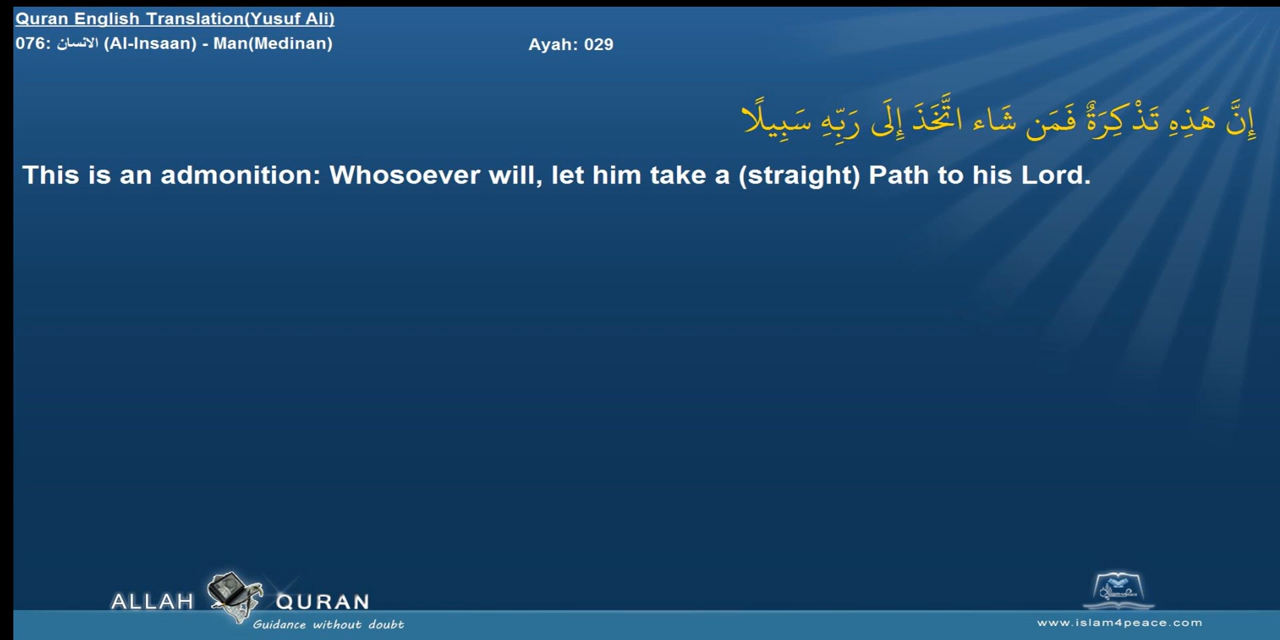 Quran English Translation(Yusuf Ali)
076: الانسان (Al-Insaan) - Man(Medinan) Ayah: 029
إِنَّ هَذِهِ تَذْكِرَةٌ فَمَن شَاء اتَّخَذَ إِلَى رَبِّهِ سَبِيلًا
This is an admonition: Whosoever will, let him take a (straight) Path to his Lord.
ALLAH QURAN
Guidance without doubt
www.islam4peace.com